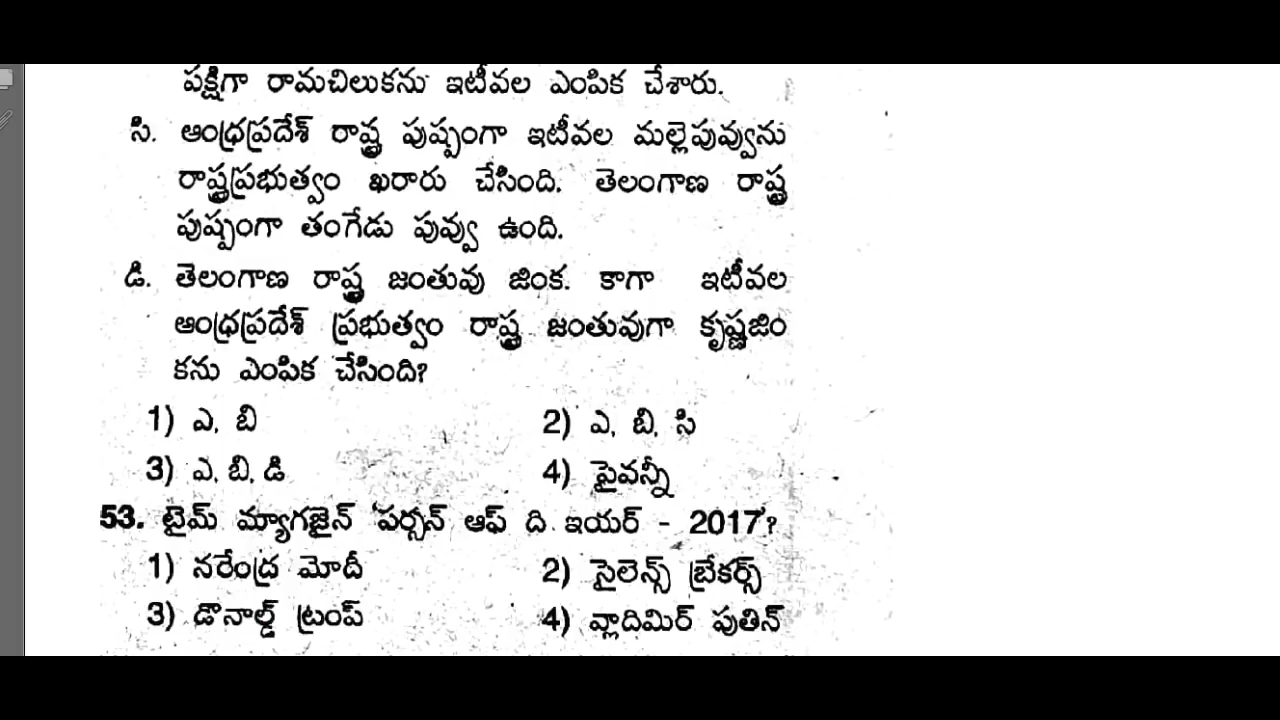 పక్షిగా రామచిలుకను ఇటీవల ఎంపిక చేశారు.
సి. ఆంధ్రప్రదేశ్ రాష్ట్ర పుష్పంగా ఇటీవల మల్లెపువ్వును
రాష్ట్రప్రభుత్వం ఖరారు చేసింది. తెలంగాణ రాష్ట్ర
పుష్పంగా తంగేడు పువ్వు ఉంది.
డి. తెలంగాణ రాష్ట్ర జంతువు జింక. కాగా ఇటీవల
ఆంధ్రప్రదేశ్ ప్రభుత్వం రాష్ట్ర జంతువుగా కృష్ణజిం
కను ఎంపిక చేసింది?
1) ఎ, బి 2) ఎ, బి, సి
3) ఎ, బి, డి 4) పైవన్నీ
53. టైమ్ మ్యాగజైన్ 'పర్సన్ ఆఫ్ ది ఇయర్ - 2017'?
1) నరేంద్ర మోదీ 2) సైలెన్స్ బ్రేకర్స్
3) డొనాల్డ్ ట్రంప్ 4) వ్లాదిమిర్ పుతిన్